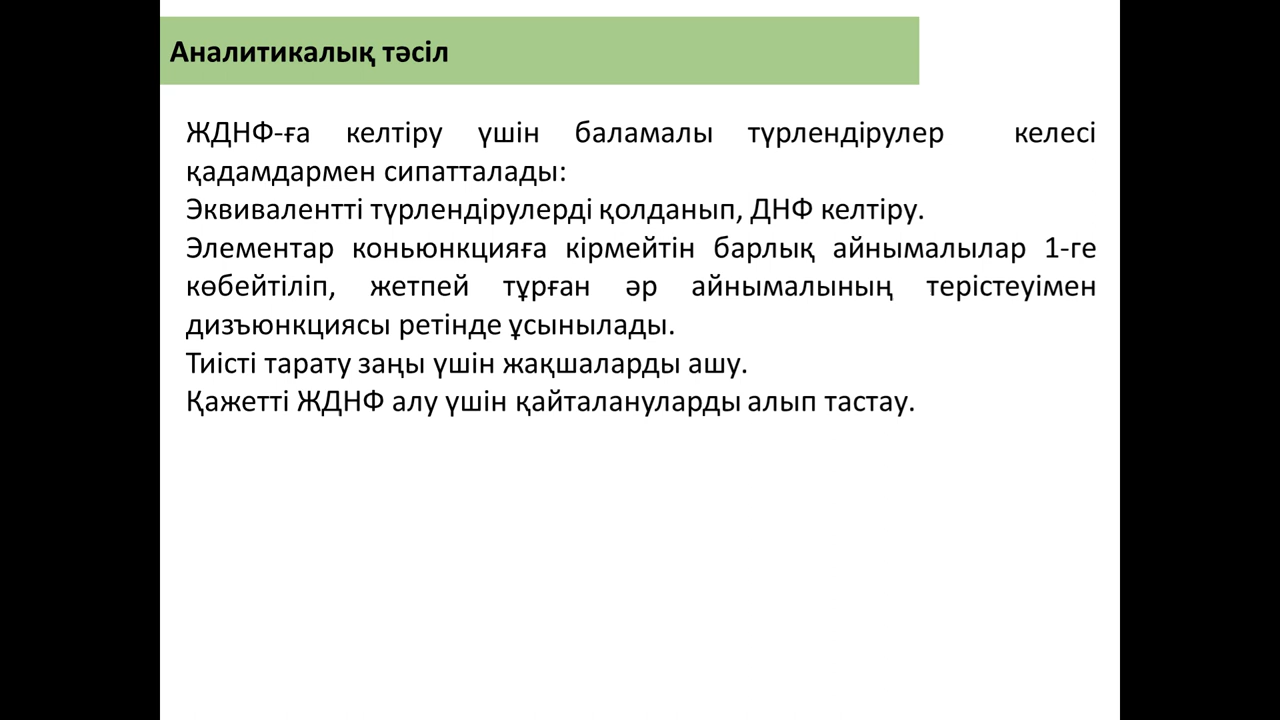 Аналитикалық тәсіл
ЖДНФ-ға келтіру үшін баламалы түрлендірулер келесі
қадамдармен сипатталады:
Эквивалентті түрлендірулерді қолданып, ДНФ келтіру.
Элементар коньюнкцияға кірмейтін барлық айнымалылар 1-ге
көбейтіліп, жетпей тұрған әр айнымалының терістеуімен
дизъюнкциясы ретінде ұсынылады.
Тиісті тарату заңы үшін жақшаларды ашу.
Қажетті ЖДНФ алу үшін қайталануларды алып тастау.